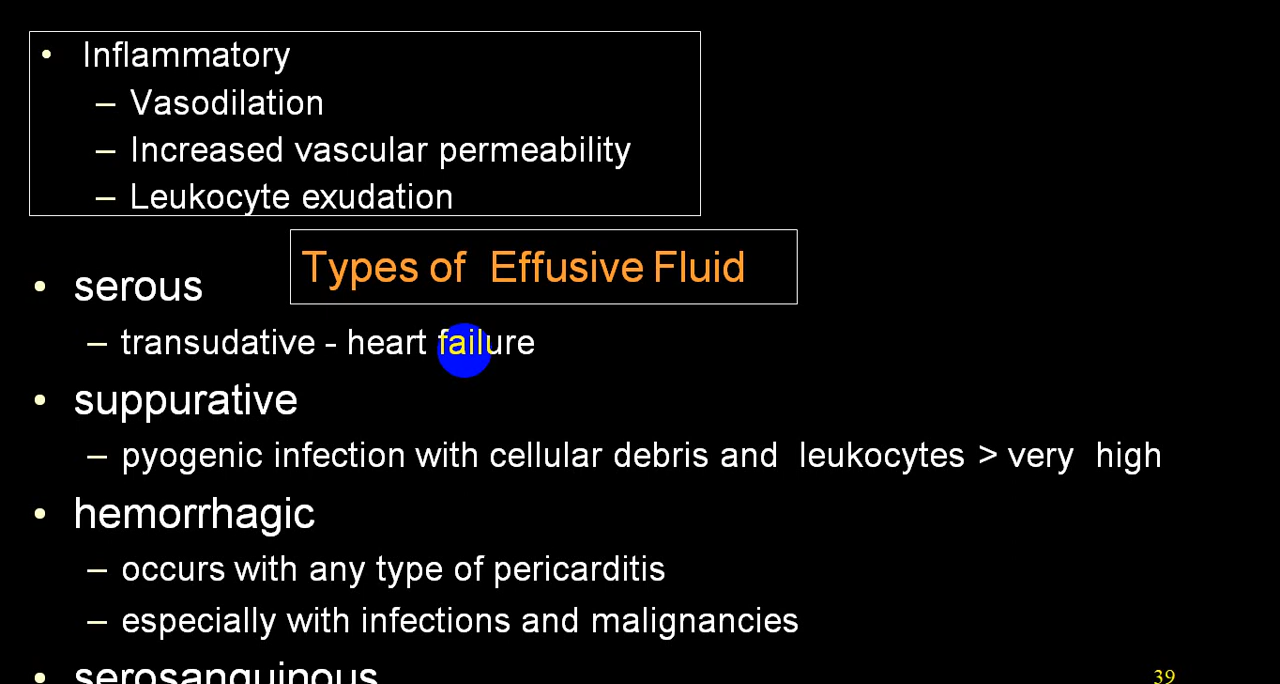 • Inflammatory
– Vasodilation
– Increased vascular permeability
– Leukocyte exudation
Types of Effusive Fluid
• serous
– transudative - heart failure
• suppurative
– pyogenic infection with cellular debris and leukocytes > very high
• hemorrhagic
– occurs with any type of pericarditis
– especially with infections and malignancies
• serosanguinous
39